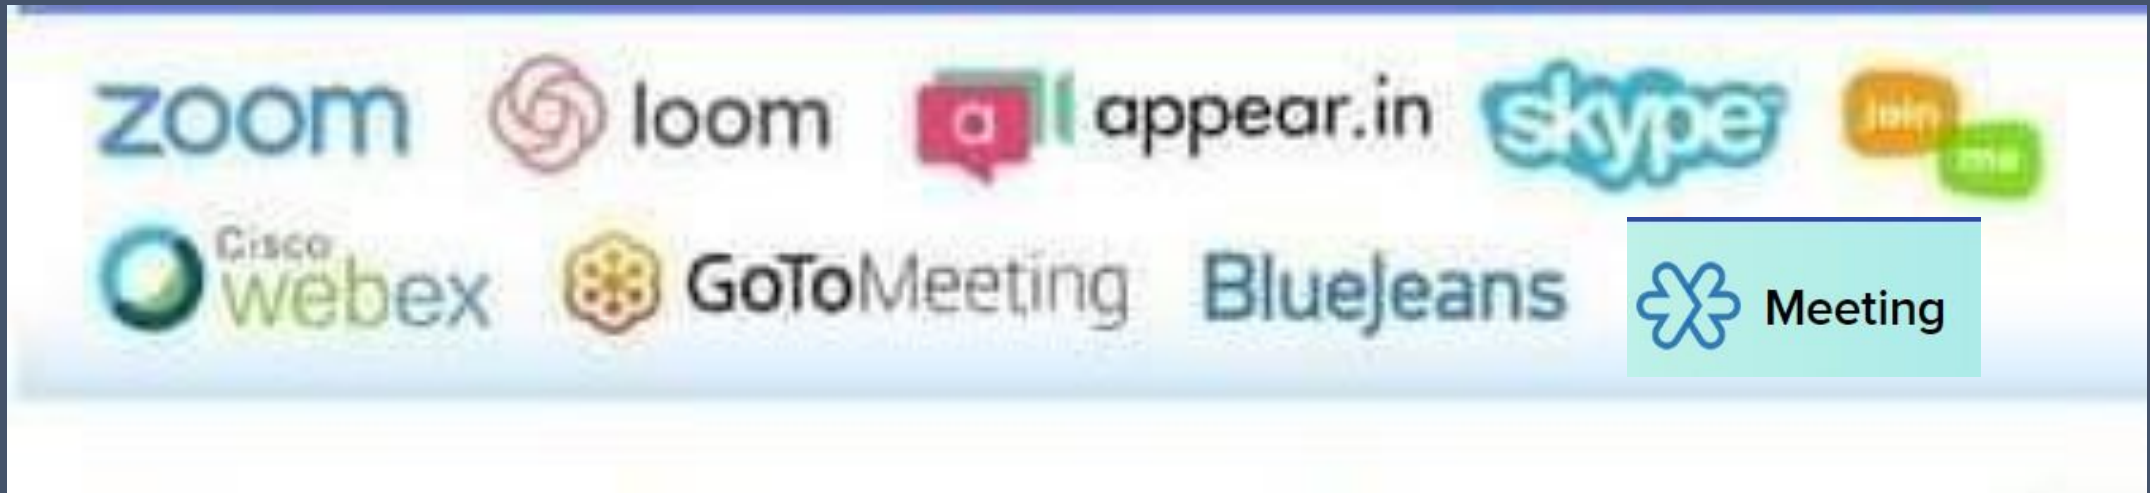 zoom loom a appear.in skype join me
Cisco webex GoToMeeting BlueJeans Meeting